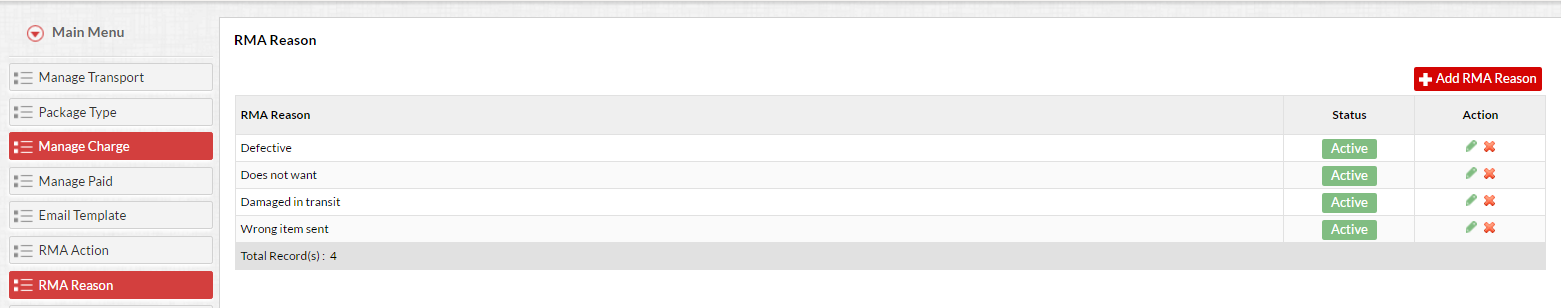 Main Menu
Manage Transport
Package Type
Manage Charge
Manage Paid
Email Template
RMA Action
RMA Reason
RMA Reason
Add RMA Reason
RMA Reason Status Action
Defective Active
Does not want Active
Damaged in transit Active
Wrong item sent Active
Total Record(s) : 4